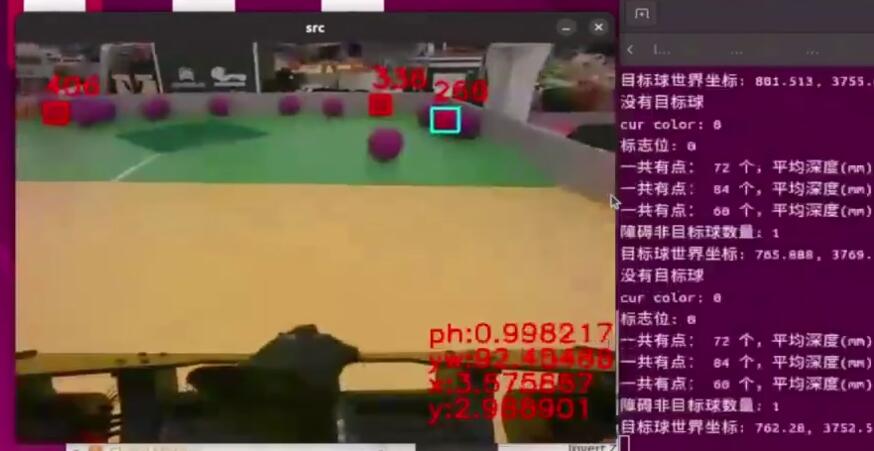 src
406
336
260
ph:0.998217
yw:92.40488
x:3.675887
y:2.988901
目标球世界坐标: 801.513, 3755.
没有目标球
cur color: 0
标志位: 0
一共有点: 72 个, 平均深度(mm)
一共有点: 84 个, 平均深度(mm)
一共有点: 60 个, 平均深度(mm)
障碍非目标球数量: 1
目标球世界坐标: 765.888, 3769.
没有目标球
cur color: 0
标志位: 0
一共有点: 72 个, 平均深度(mm)
一共有点: 84 个, 平均深度(mm)
一共有点: 60 个, 平均深度(mm)
障碍非目标球数量: 1
目标球世界坐标: 762.28, 3752.5
Invert